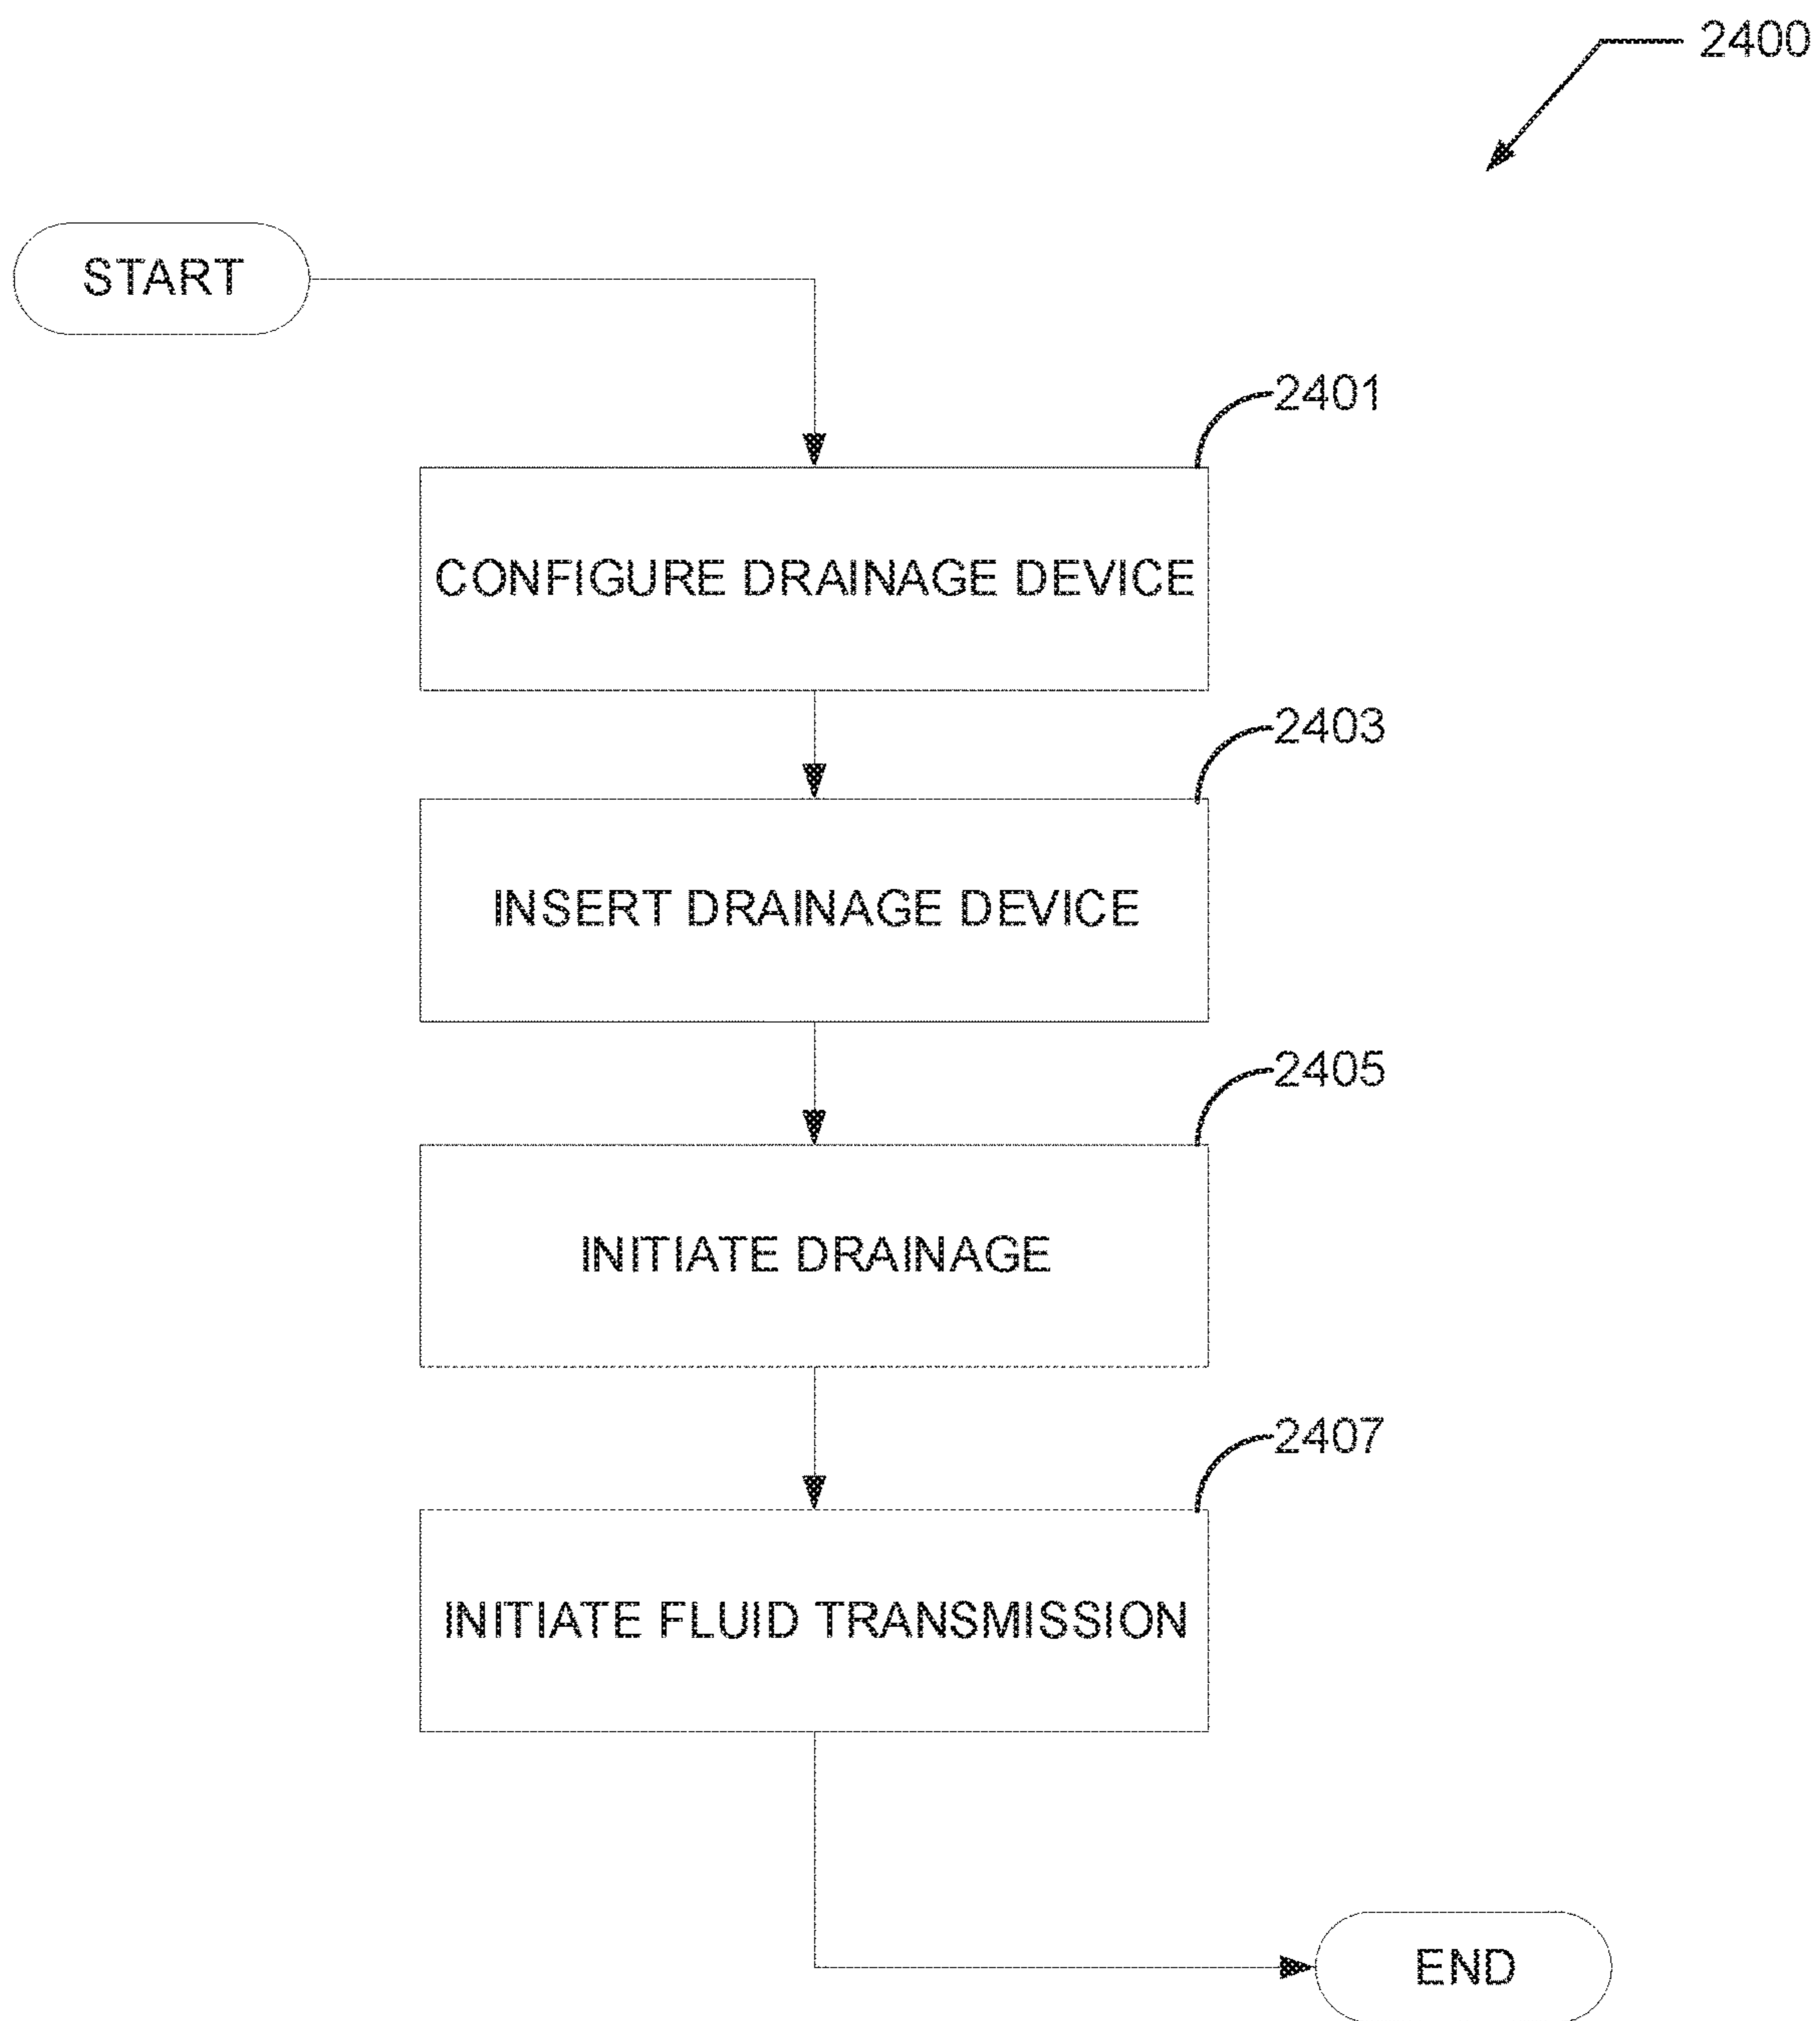 2400
START
2401
CONFIGURE DRAINAGE DEVICE
2403
INSERT DRAINAGE DEVICE
2405
INITIATE DRAINAGE
2407
INITIATE FLUID TRANSMISSION
END